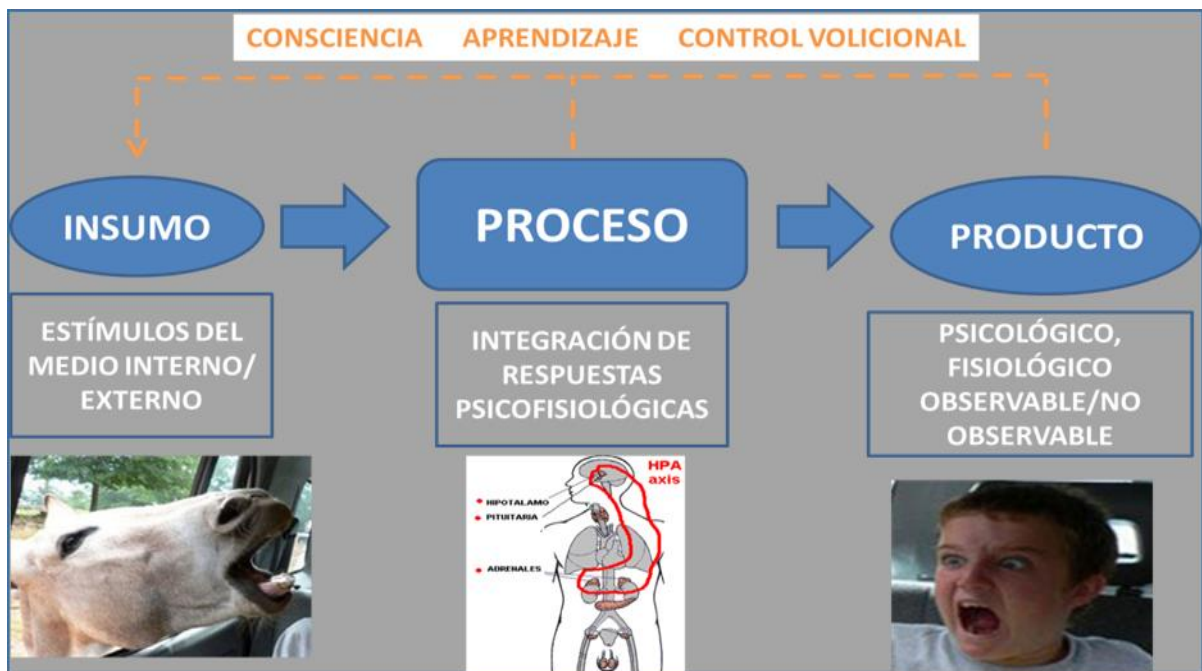 CONSCIENCIA APRENDIZAJE CONTROL VOLICIONAL
INSUMO
PROCESO
PRODUCTO
ESTÍMULOS DEL
MEDIO INTERNO/
EXTERNO
INTEGRACIÓN DE
RESPUESTAS
PSICOFISIOLÓGICAS
PSICOLÓGICO,
FISIOLÓGICO
OBSERVABLE/NO
OBSERVABLE
HPA
axis
HIPOTALAMO
PITUITARIA
ADRENALES